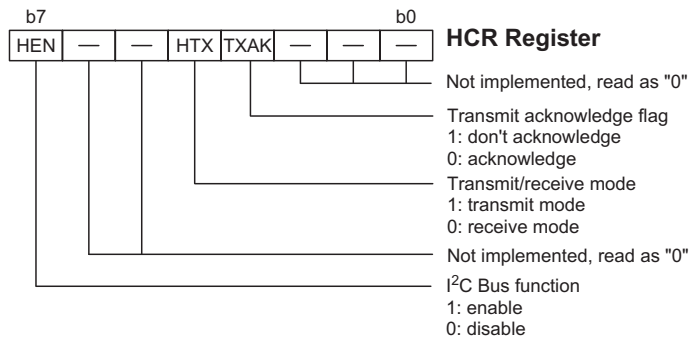 b7 b0
HEN — — HTX TXAK — — —
HCR Register
Not implemented, read as "0"
Transmit acknowledge flag
1: don't acknowledge
0: acknowledge
Transmit/receive mode
1: transmit mode
0: receive mode
Not implemented, read as "0"
I²C Bus function
1: enable
0: disable